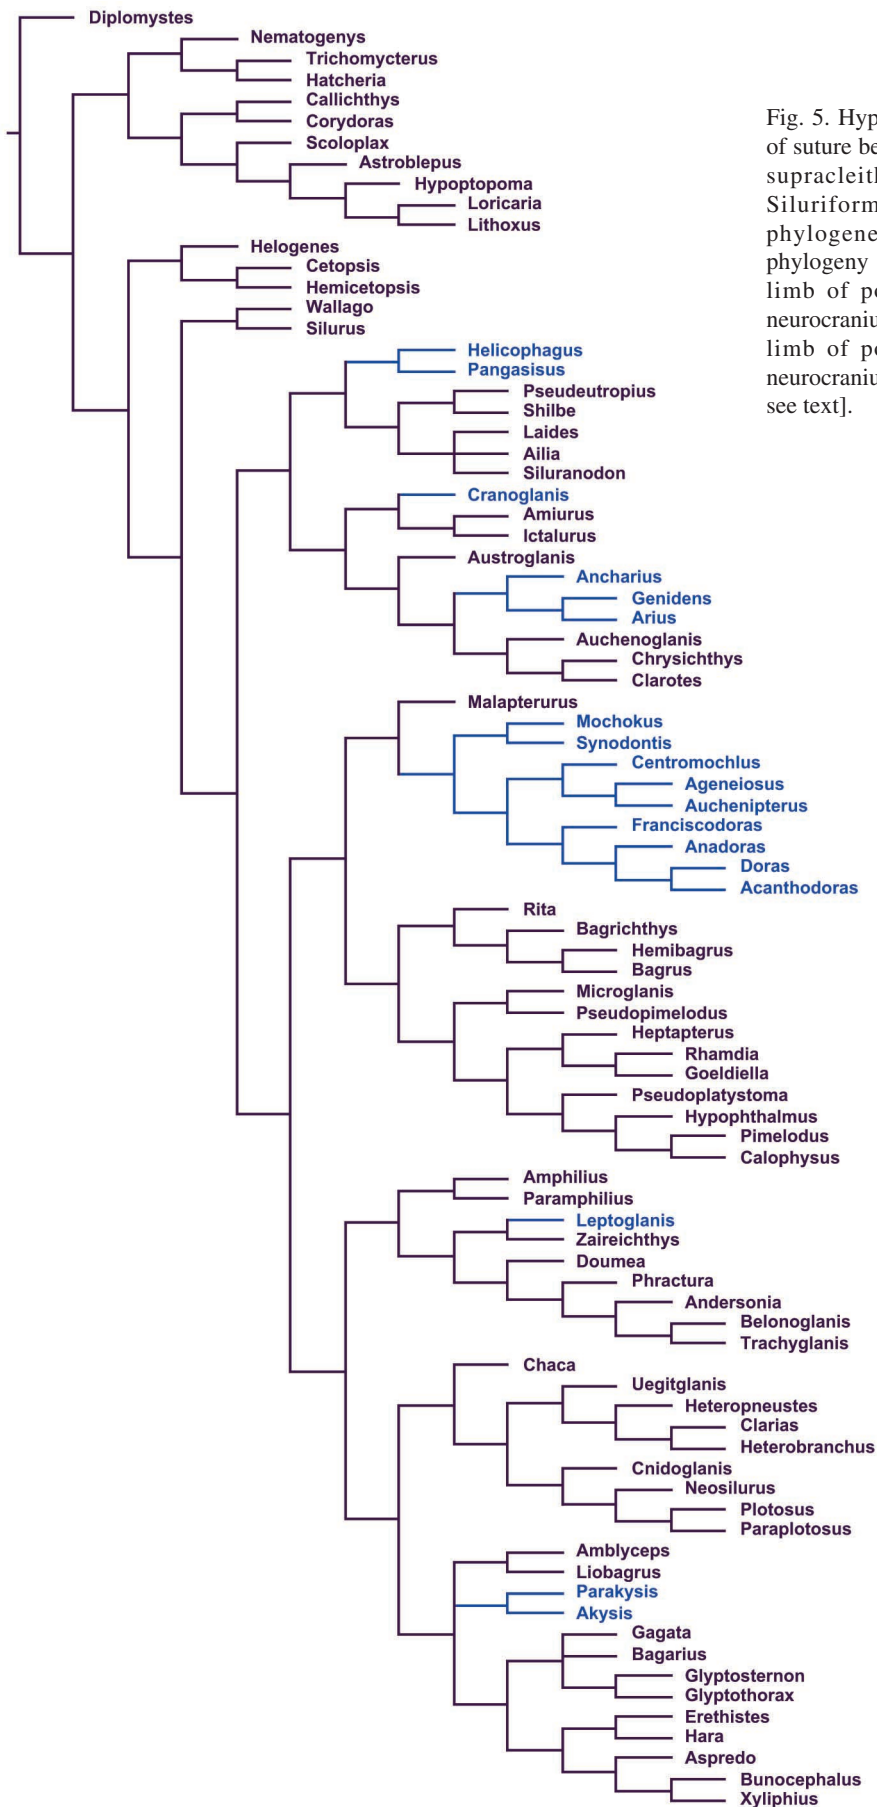 Diplomystes
Nematogenys
Trichomycterus
Hatcheria
Callichthys
Corydoras
Scoloplax
Astroblepus
Hypoptopoma
Loricaria
Lithoxus
Helogenes
Cetopsis
Hemicetopsis
Wallago
Silurus
Helicophagus
Pangasisus
Pseudeutropius
Shilbe
Laides
Ailia
Siluranodon
Cranoglanis
Amiurus
Ictalurus
Austroglanis
Ancharius
Genidens
Arius
Auchenoglanis
Chrysichthys
Clarotes
Malapterurus
Mochokus
Synodontis
Centromochlus
Ageneiosus
Auchenipterus
Franciscodoras
Anadoras
Doras
Acanthodoras
Rita
Bagrichthys
Hemibagrus
Bagrus
Microglanis
Pseudopimelodus
Heptapterus
Rhamdia
Goeldiella
Pseudoplatystoma
Hypophthalmus
Pimelodus
Calophysus
Amphilius
Paramphilius
Leptoglanis
Zaireichthys
Doumea
Phractura
Andersonia
Belonoglanis
Trachyglanis
Chaca
Uegitglanis
Heteropneustes
Clarias
Heterobranchus
Cnidoglanis
Neosilurus
Plotosus
Paraplotosus
Amblyceps
Liobagrus
Parakysis
Akysis
Gagata
Bagarius
Glyptosternon
Glyptothorax
Erethistes
Hara
Aspredo
Bunocephalus
Xyliphius
Fig. 5. Hyp
of suture be
supracleith
Siluriform
phylogene
phylogeny
limb of po
neurocraniu
limb of po
neurocraniu
see text].